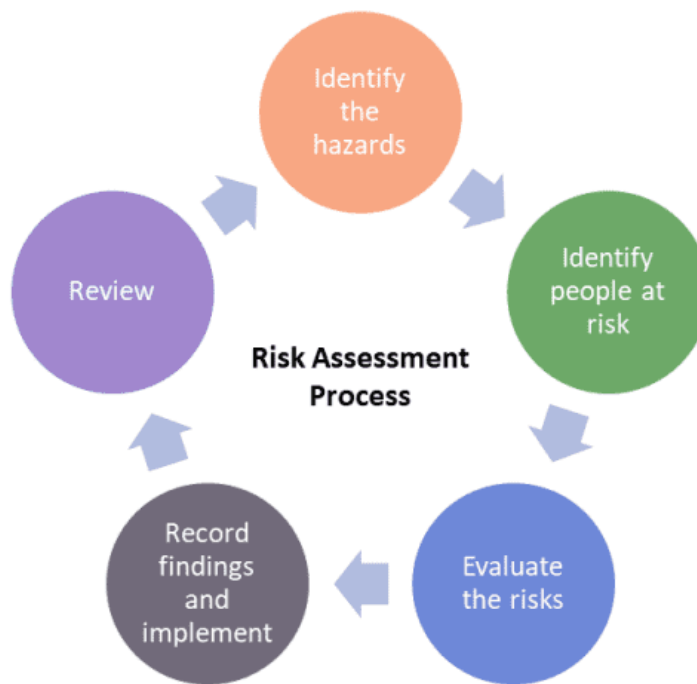 Identify
the
hazards
Identify
people at
risk
Evaluate
the risks
Record
findings
and
implement
Review
Risk Assessment
Process